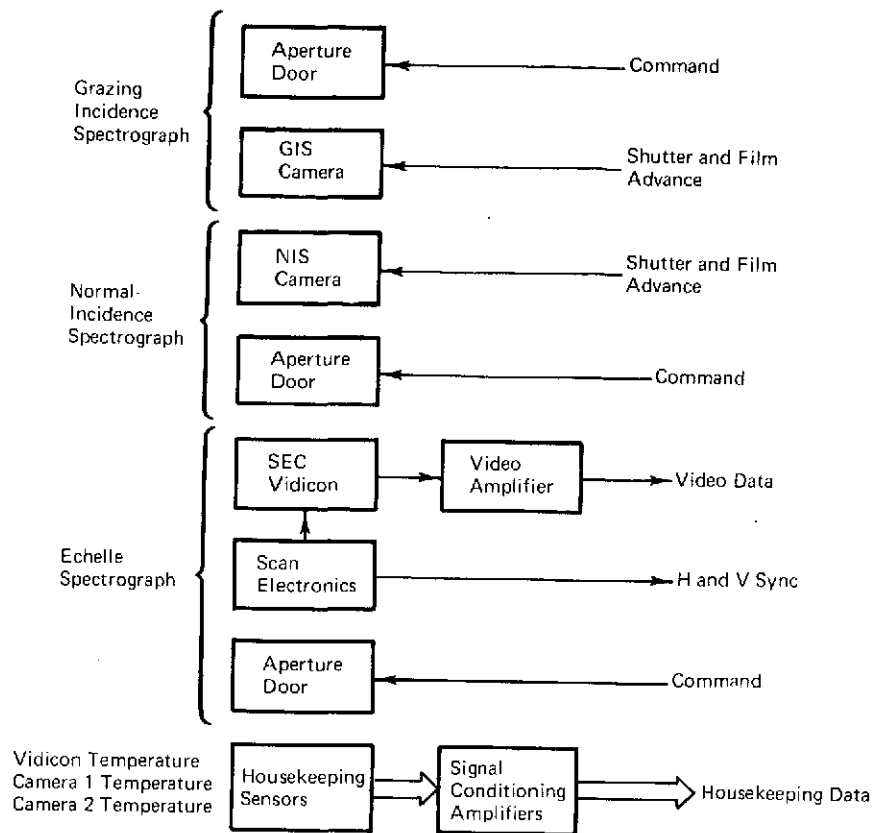 Grazing
Incidence
Spectrograph
Aperture
Door
Command
GIS
Camera
Shutter and Film
Advance
Normal-
Incidence
Spectrograph
NIS
Camera
Shutter and Film
Advance
Aperture
Door
Command
Echelle
Spectrograph
SEC
Vidicon
Video
Amplifier
Video Data
Scan
Electronics
H and V Sync
Aperture
Door
Command
Vidicon Temperature
Camera 1 Temperature
Camera 2 Temperature
Housekeeping
Sensors
Signal
Conditioning
Amplifiers
Housekeeping Data